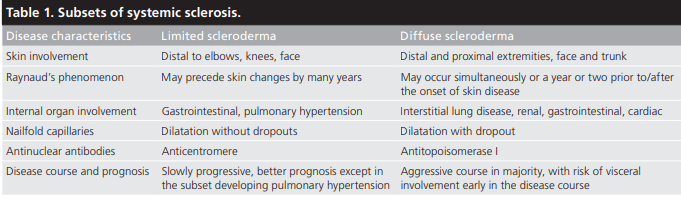 Table 1. Subsets of systemic sclerosis.
Disease characteristics Limited scleroderma Diffuse scleroderma
Skin involvement Distal to elbows, knees, face Distal and proximal extremities, face and trunk
Raynaud's phenomenon May precede skin changes by many years May occur simultaneously or a year or two prior to/after
the onset of skin disease
Internal organ involvement Gastrointestinal, pulmonary hypertension Interstitial lung disease, renal, gastrointestinal, cardiac
Nailfold capillaries Dilatation without dropouts Dilatation with dropout
Antinuclear antibodies Anticentromere Antitopoisomerase I
Disease course and prognosis Slowly progressive, better prognosis except in Aggressive course in majority, with risk of visceral
the subset developing pulmonary hypertension involvement early in the disease course